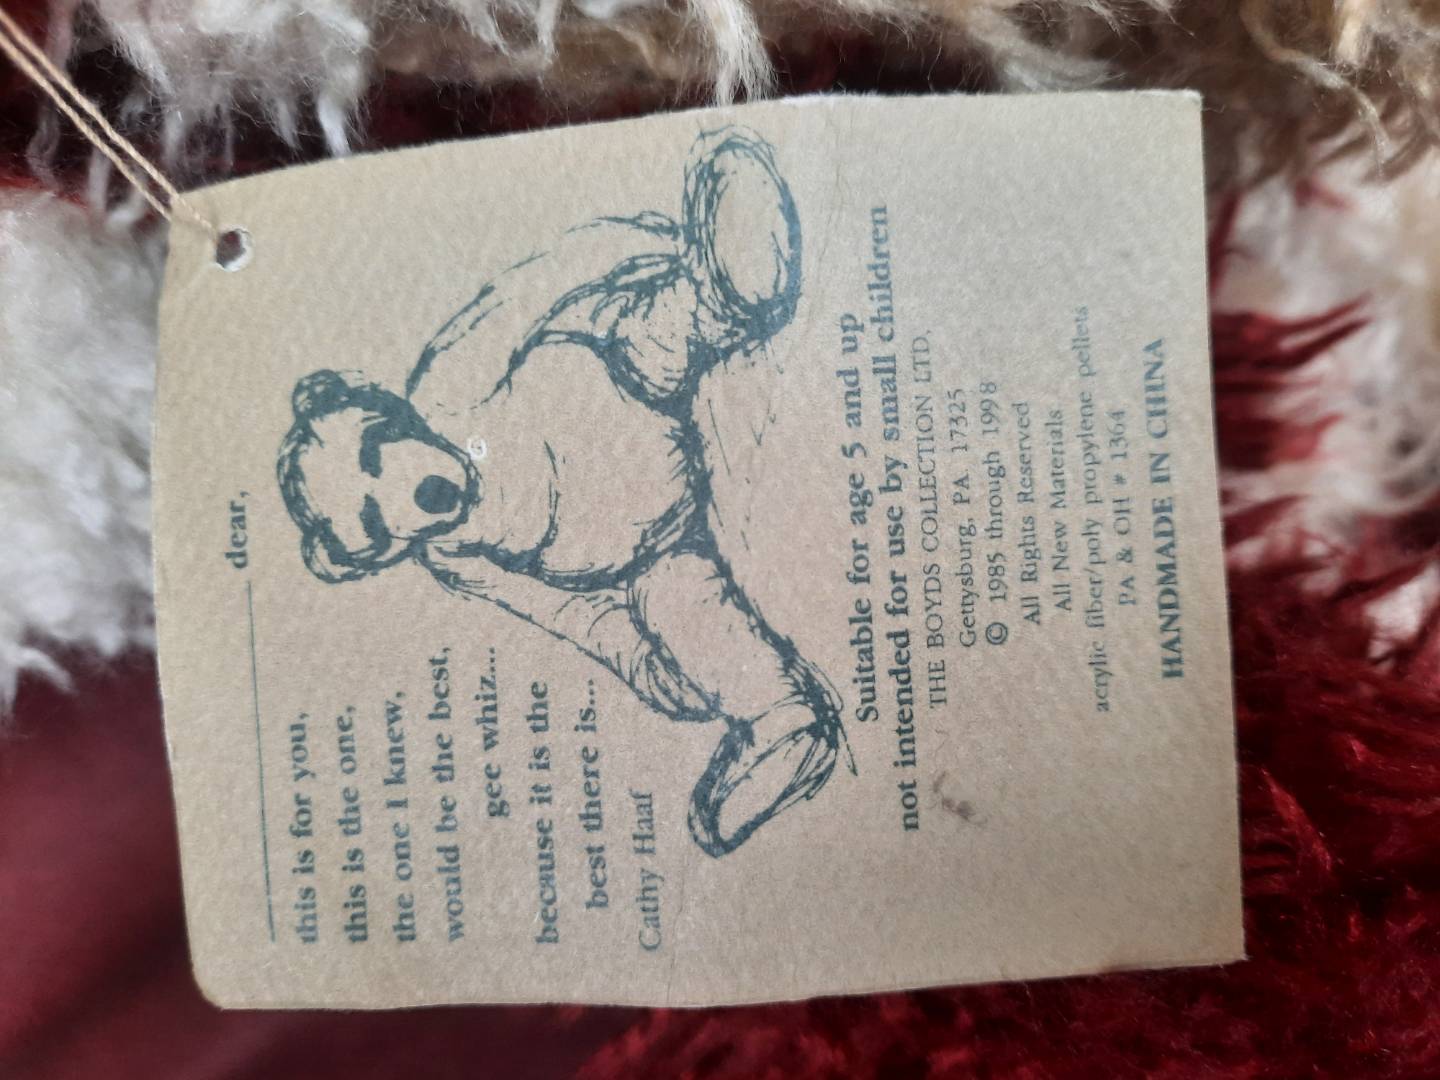 dear,
this is for you,
this is the one,
the one I knew,
would be the best,
gee whiz...
because it is the
best there is...
Cathy Haaf
Suitable for age 5 and up
not intended for use by small children
THE BOYDS COLLECTION LTD.
Gettysburg, PA 17325
© 1985 through 1998
All Rights Reserved
All New Materials
acrylic fiber/poly propylene pellets
PA & OH # 1364
HANDMADE IN CHINA